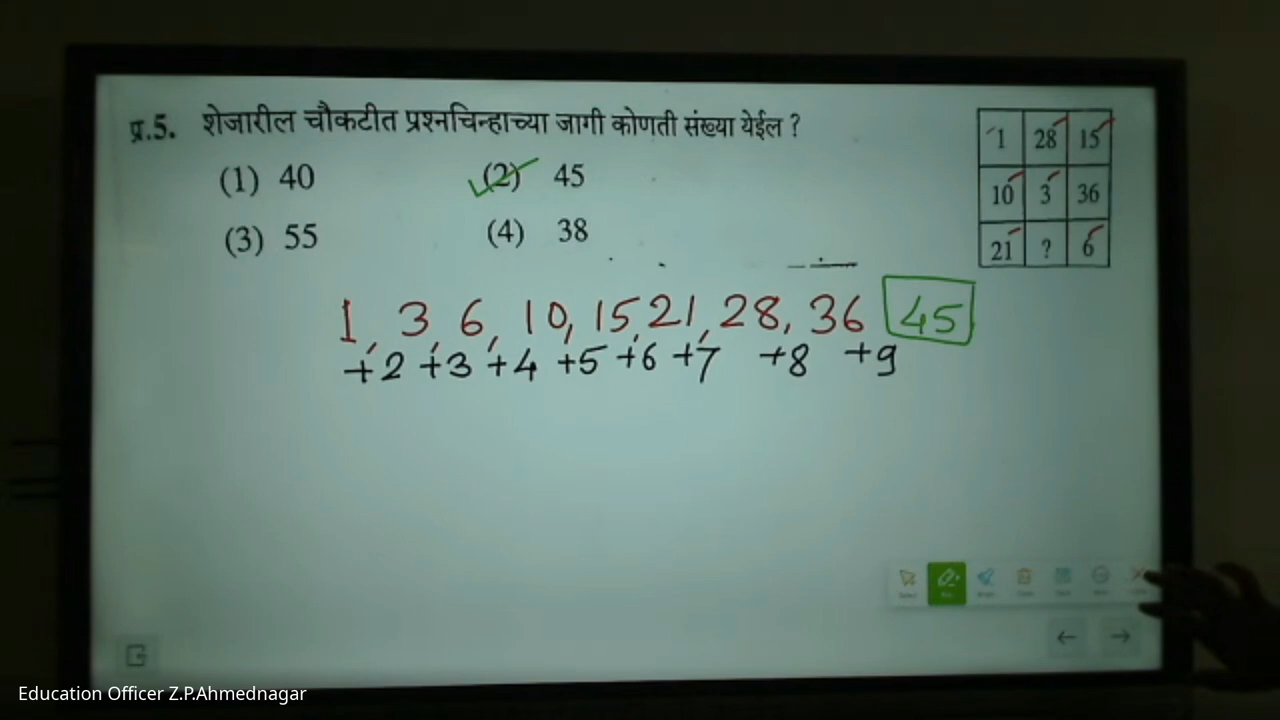 प्र.5. शेजारील चौकटीत प्रश्नचिन्हाच्या जागी कोणती संख्या येईल ?
(1) 40 (2) 45
(3) 55 (4) 38
1 28 15
10 3 36
21 ? 6
1, 3, 6, 10, 15, 21, 28, 36 45
+2 +3 +4 +5 +6 +7 +8 +9
Education Officer Z.P.Ahmednagar